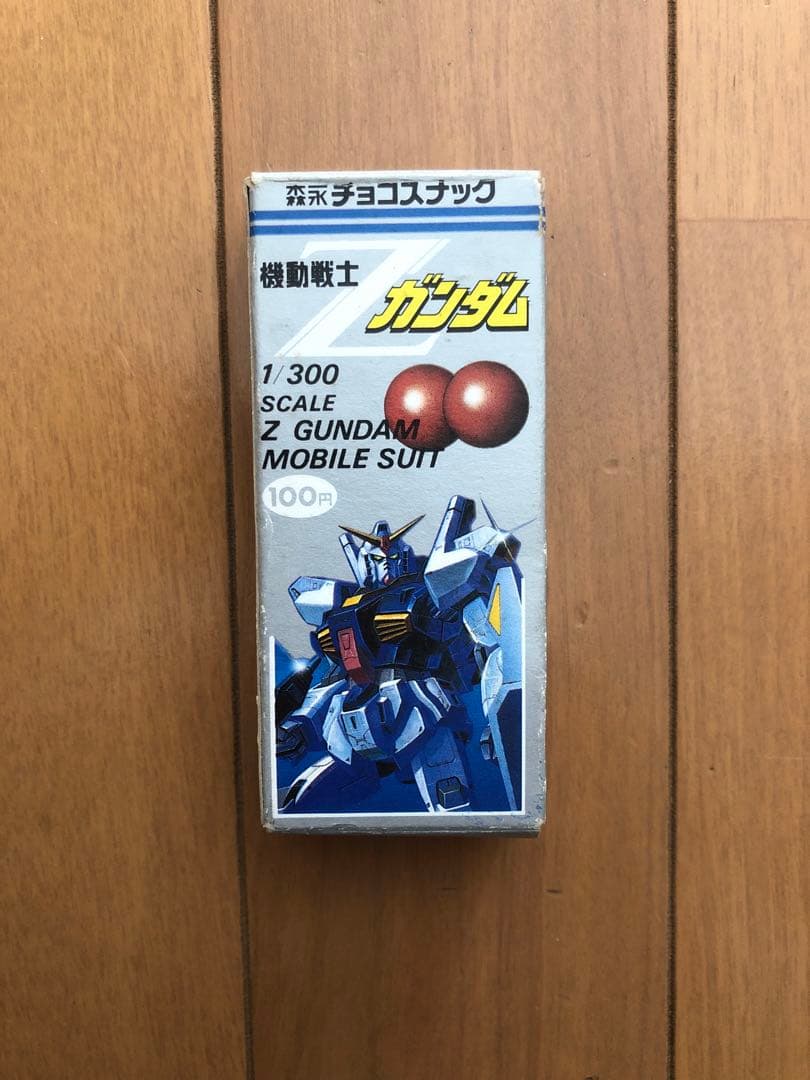 森永チョコスナック
機動戦士Zガンダム
1/300
SCALE
Z GUNDAM
MOBILE SUIT
100円